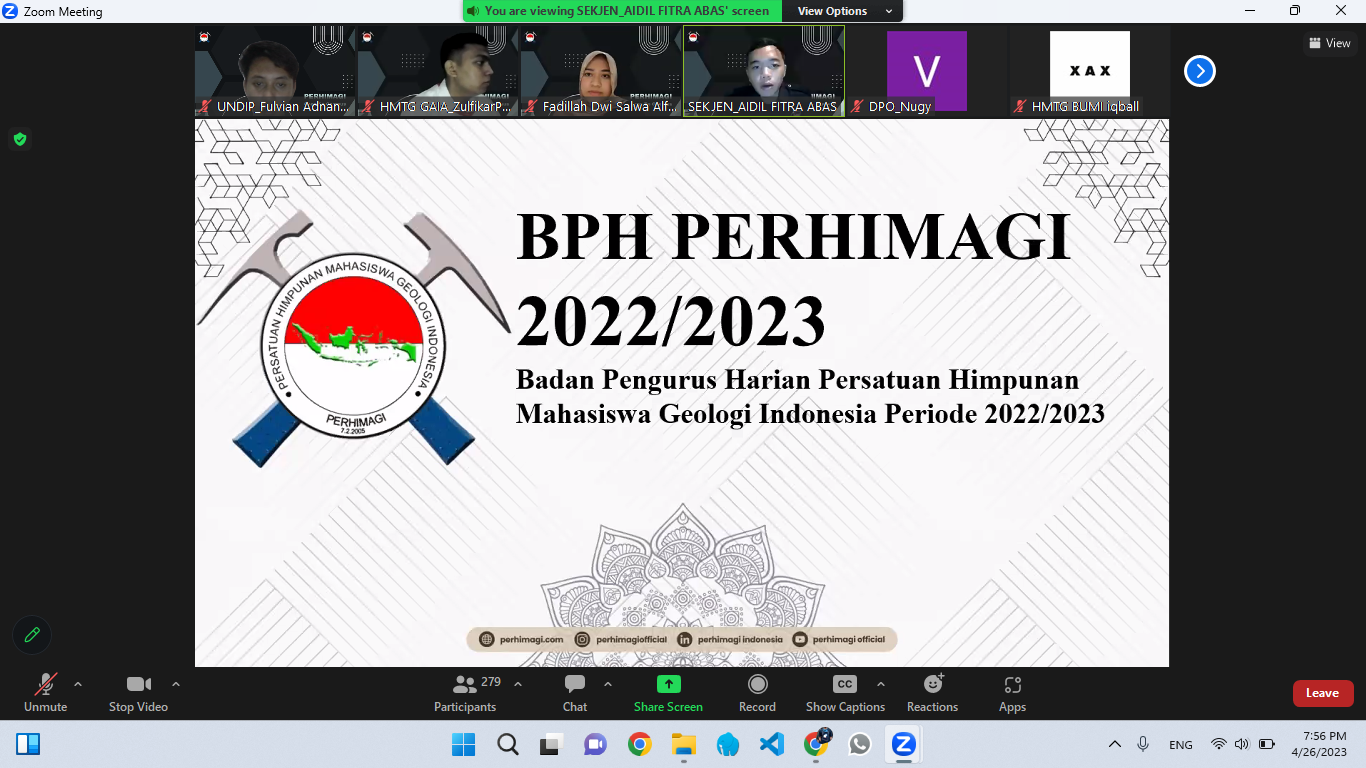 Zoom Meeting
You are viewing SEKJEN_AIDIL FITRA ABAS' screen
View Options
View
UNDIP_Fulvian Adnan...
HMTG GAIA_ZulfikarP...
Fadillah Dwi Salwa Alf...
SEKJEN_AIDIL FITRA ABAS
V
DPO_Nugy
X A X
HMTG BUMI iqball
PERSATUAN HIMPUNAN MAHASISWA GEOLOGI INDONESIA
PERHIMAGI
7.2.2005
BPH PERHIMAGI
2022/2023
Badan Pengurus Harian Persatuan Himpunan
Mahasiswa Geologi Indonesia Periode 2022/2023
perhimagi.com
perhimagiofficial
perhimagi indonesia
perhimagi official
Unmute
Stop Video
279
Participants
Chat
Share Screen
Record
CC
Show Captions
Reactions
Apps
Leave
ENG
7:56 PM
4/26/2023